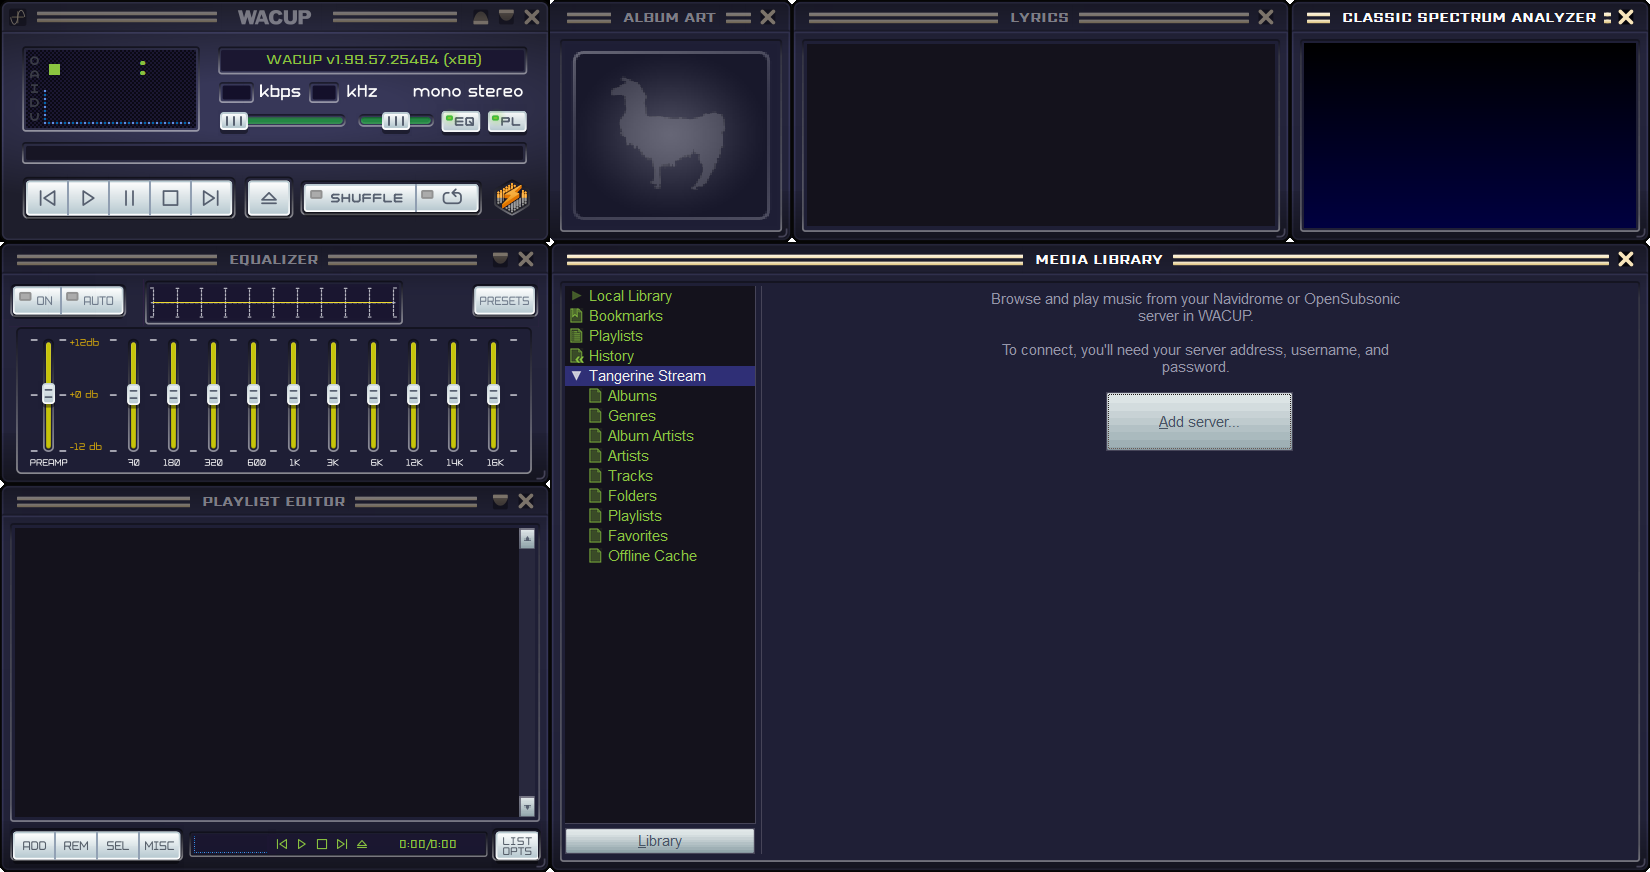 WACUP
O
A
I
D
U
WACUP v1.99.57.25464 (x86)
kbps
kHz
mono stereo
EQ
PL
SHUFFLE
ALBUM ART
LYRICS
CLASSIC SPECTRUM ANALYZER
EQUALIZER
ON
AUTO
PRESETS
+12db
+0 db
-12 db
PREAMP 70 180 320 600 1K 3K 6K 12K 14K 16K
PLAYLIST EDITOR
ADD
REM
SEL
MISC
0:00/0:00
LIST
OPTS
MEDIA LIBRARY
Local Library
Bookmarks
Playlists
History
Tangerine Stream
Albums
Genres
Album Artists
Artists
Tracks
Folders
Playlists
Favorites
Offline Cache
Library
Browse and play music from your Navidrome or OpenSubsonic
server in WACUP.
To connect, you'll need your server address, username, and
password.
Add server...